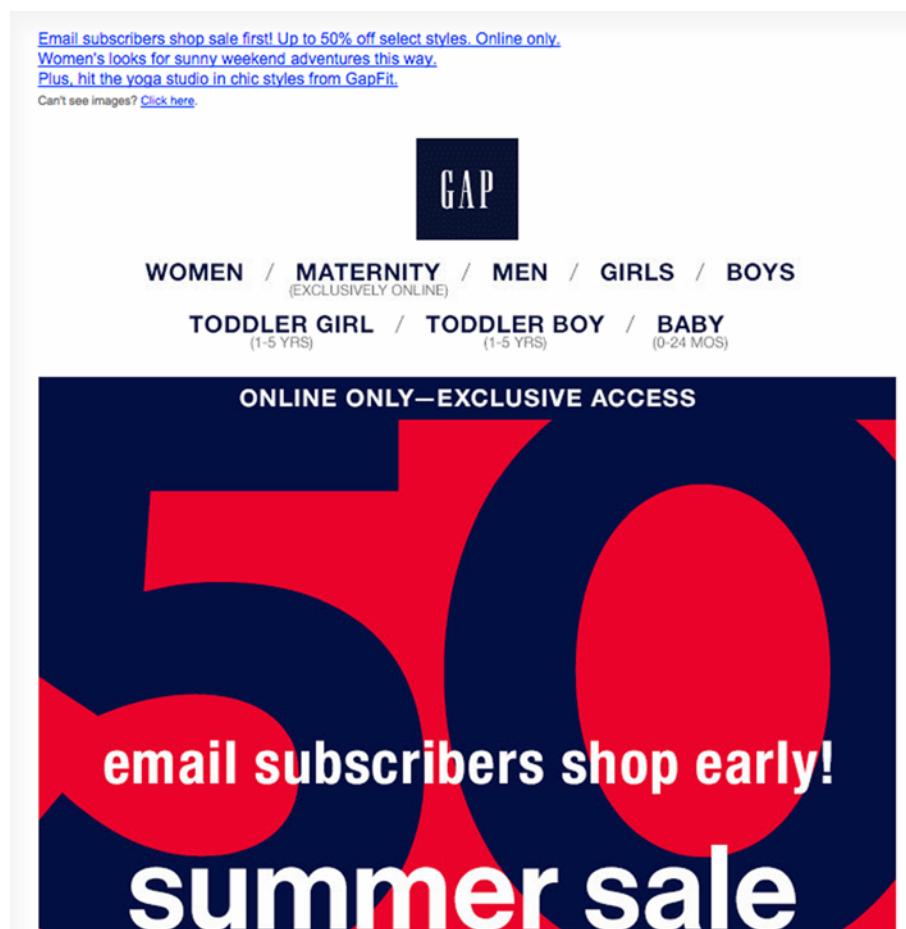 Email subscribers shop sale first! Up to 50% off select styles. Online only.
Women's looks for sunny weekend adventures this way.
Plus, hit the yoga studio in chic styles from GapFit.
Can't see images? Click here.
GAP
WOMEN / MATERNITY / MEN / GIRLS / BOYS
(EXCLUSIVELY ONLINE)
TODDLER GIRL / TODDLER BOY / BABY
(1-5 YRS) (1-5 YRS) (0-24 MOS)
ONLINE ONLY—EXCLUSIVE ACCESS
50
email subscribers shop early!
summer sale